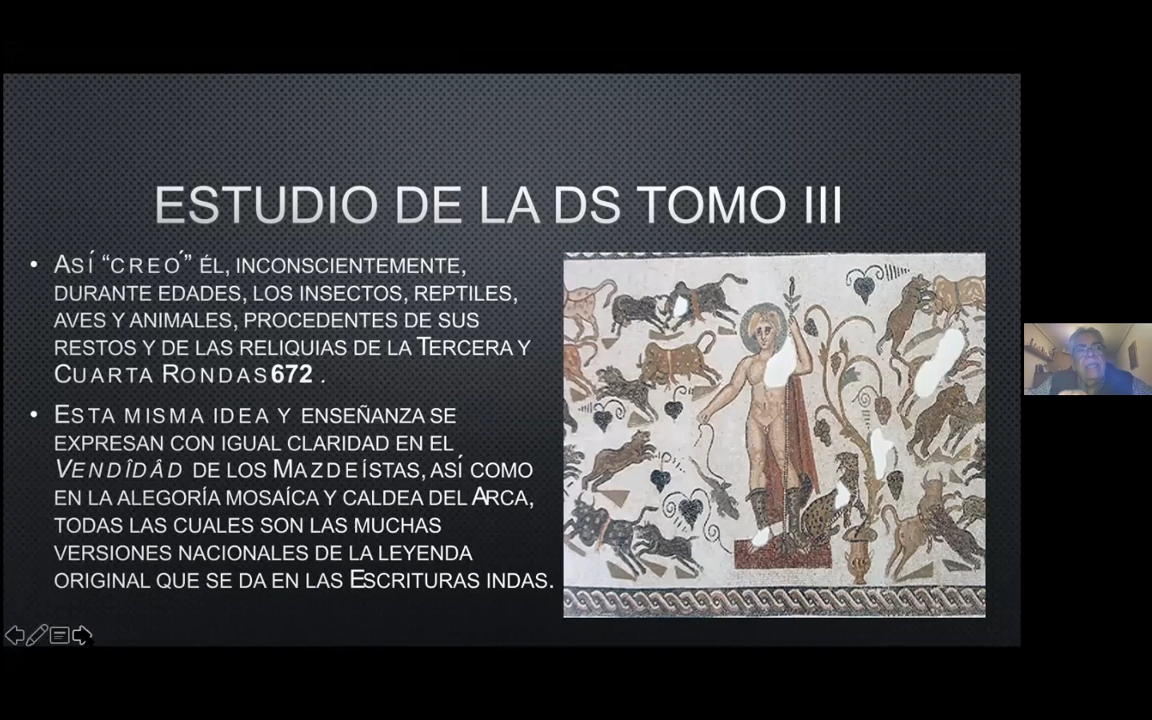 ESTUDIO DE LA DS TOMO III
• ASÍ “CREÓ” ÉL, INCONSCIENTEMENTE,
DURANTE EDADES, LOS INSECTOS, REPTILES,
AVES Y ANIMALES, PROCEDENTES DE SUS
RESTOS Y DE LAS RELIQUIAS DE LA TERCERA Y
CUARTA RONDAS672 .
• ESTA MISMA IDEA Y ENSEÑANZA SE
EXPRESAN CON IGUAL CLARIDAD EN EL
VENDÎDÂD DE LOS MAZDEÍSTAS, ASÍ COMO
EN LA ALEGORÍA MOSAÍCA Y CALDEA DEL ARCA,
TODAS LAS CUALES SON LAS MUCHAS
VERSIONES NACIONALES DE LA LEYENDA
ORIGINAL QUE SE DA EN LAS ESCRITURAS INDAS.